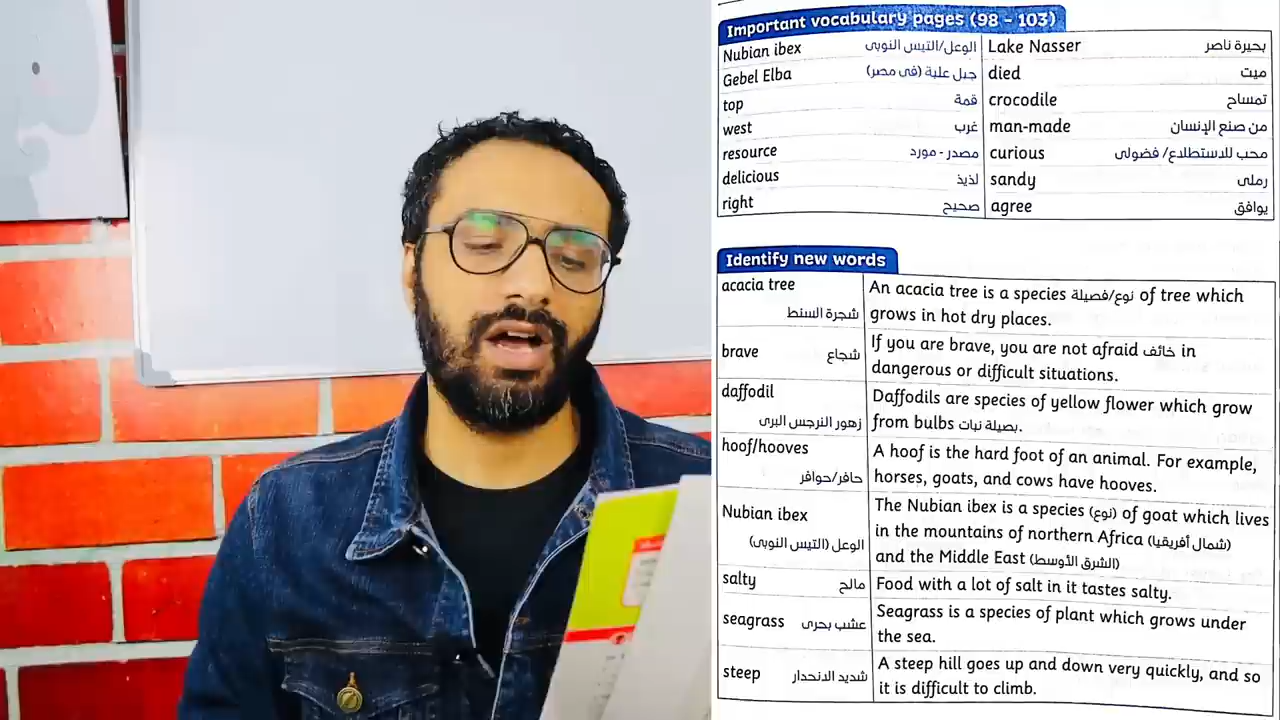 Important vocabulary pages (98 – 103)
Nubian ibex الوعل/التيس النوبى Lake Nasser بحيرة ناصر
Gebel Elba جبل علبة (فى مصر) died ميت
top قمة crocodile تمساح
west غرب man-made من صنع الإنسان
resource مصدر - مورد curious محب للاستطلاع/ فضولى
delicious لذيذ sandy رملى
right صحيح agree يوافق
Identify new words
acacia tree An acacia tree is a species نوع/فصيلة of tree which
شجرة السنط grows in hot dry places.
brave شجاع If you are brave, you are not afraid خائف in
dangerous or difficult situations.
daffodil Daffodils are species of yellow flower which grow
زهور النرجس البرى from bulbs بصيلة نبات.
hoof/hooves A hoof is the hard foot of an animal. For example,
حافر/حوافر horses, goats, and cows have hooves.
Nubian ibex The Nubian ibex is a species (نوع) of goat which lives
الوعل (التيس النوبى) in the mountains of northern Africa (شمال أفريقيا)
and the Middle East (الشرق الأوسط)
salty مالح Food with a lot of salt in it tastes salty.
seagrass عشب بحرى Seagrass is a species of plant which grows under
the sea.
steep شديد الانحدار A steep hill goes up and down very quickly, and so
it is difficult to climb.